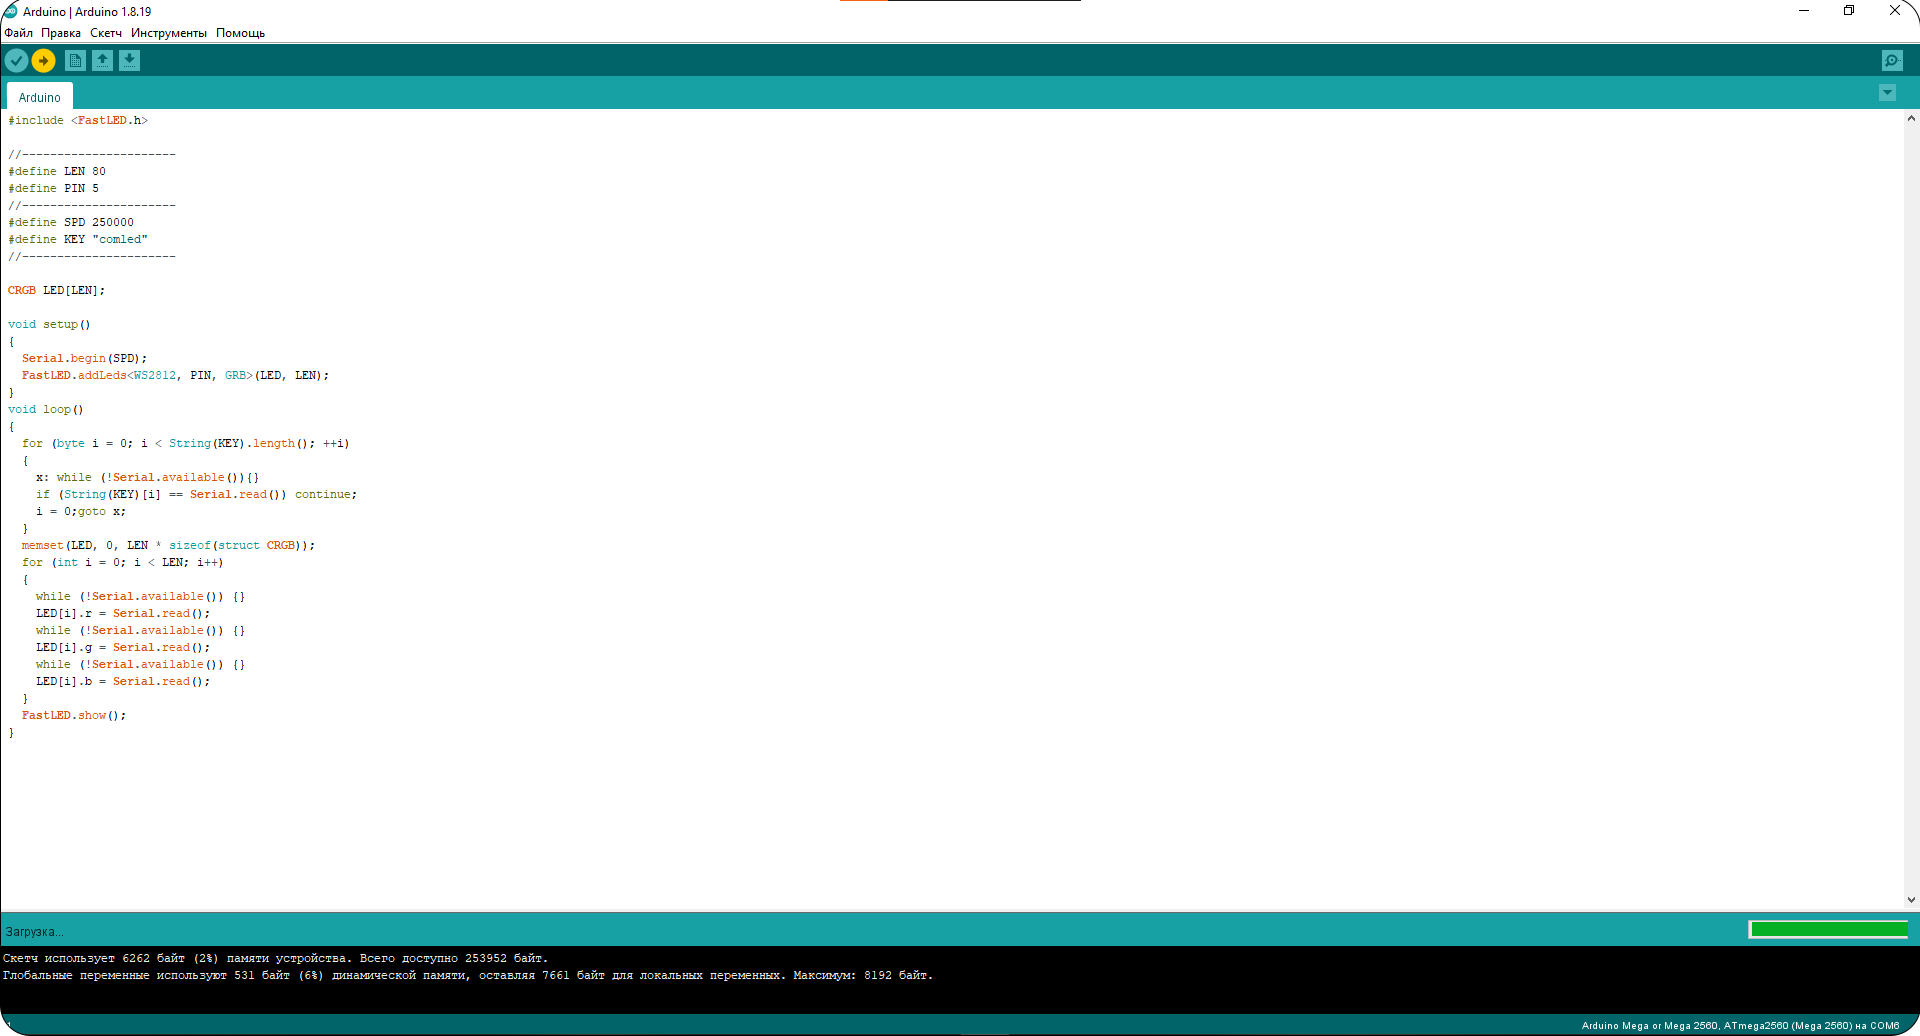 Arduino | Arduino 1.8.19
Файл Правка Скетч Инструменты Помощь
Arduino
#include <FastLED.h>
//----------------------
#define LEN 80
#define PIN 5
//----------------------
#define SPD 250000
#define KEY "comled"
//----------------------
CRGB LED[LEN];
void setup()
{
  Serial.begin(SPD);
  FastLED.addLeds<WS2812, PIN, GRB>(LED, LEN);
}
void loop()
{
  for (byte i = 0; i < String(KEY).length(); ++i)
  {
    x: while (!Serial.available()){}
    if (String(KEY)[i] == Serial.read()) continue;
    i = 0;goto x;
  }
  memset(LED, 0, LEN * sizeof(struct CRGB));
  for (int i = 0; i < LEN; i++)
  {
    while (!Serial.available()) {}
    LED[i].r = Serial.read();
    while (!Serial.available()) {}
    LED[i].g = Serial.read();
    while (!Serial.available()) {}
    LED[i].b = Serial.read();
  }
  FastLED.show();
}
Загрузка...
Скетч использует 6262 байт (2%) памяти устройства. Всего доступно 253952 байт.
Глобальные переменные используют 531 байт (6%) динамической памяти, оставляя 7661 байт для локальных переменных. Максимум: 8192 байт.
Arduino Mega or Mega 2560, ATmega2560 (Mega 2560) на COM6